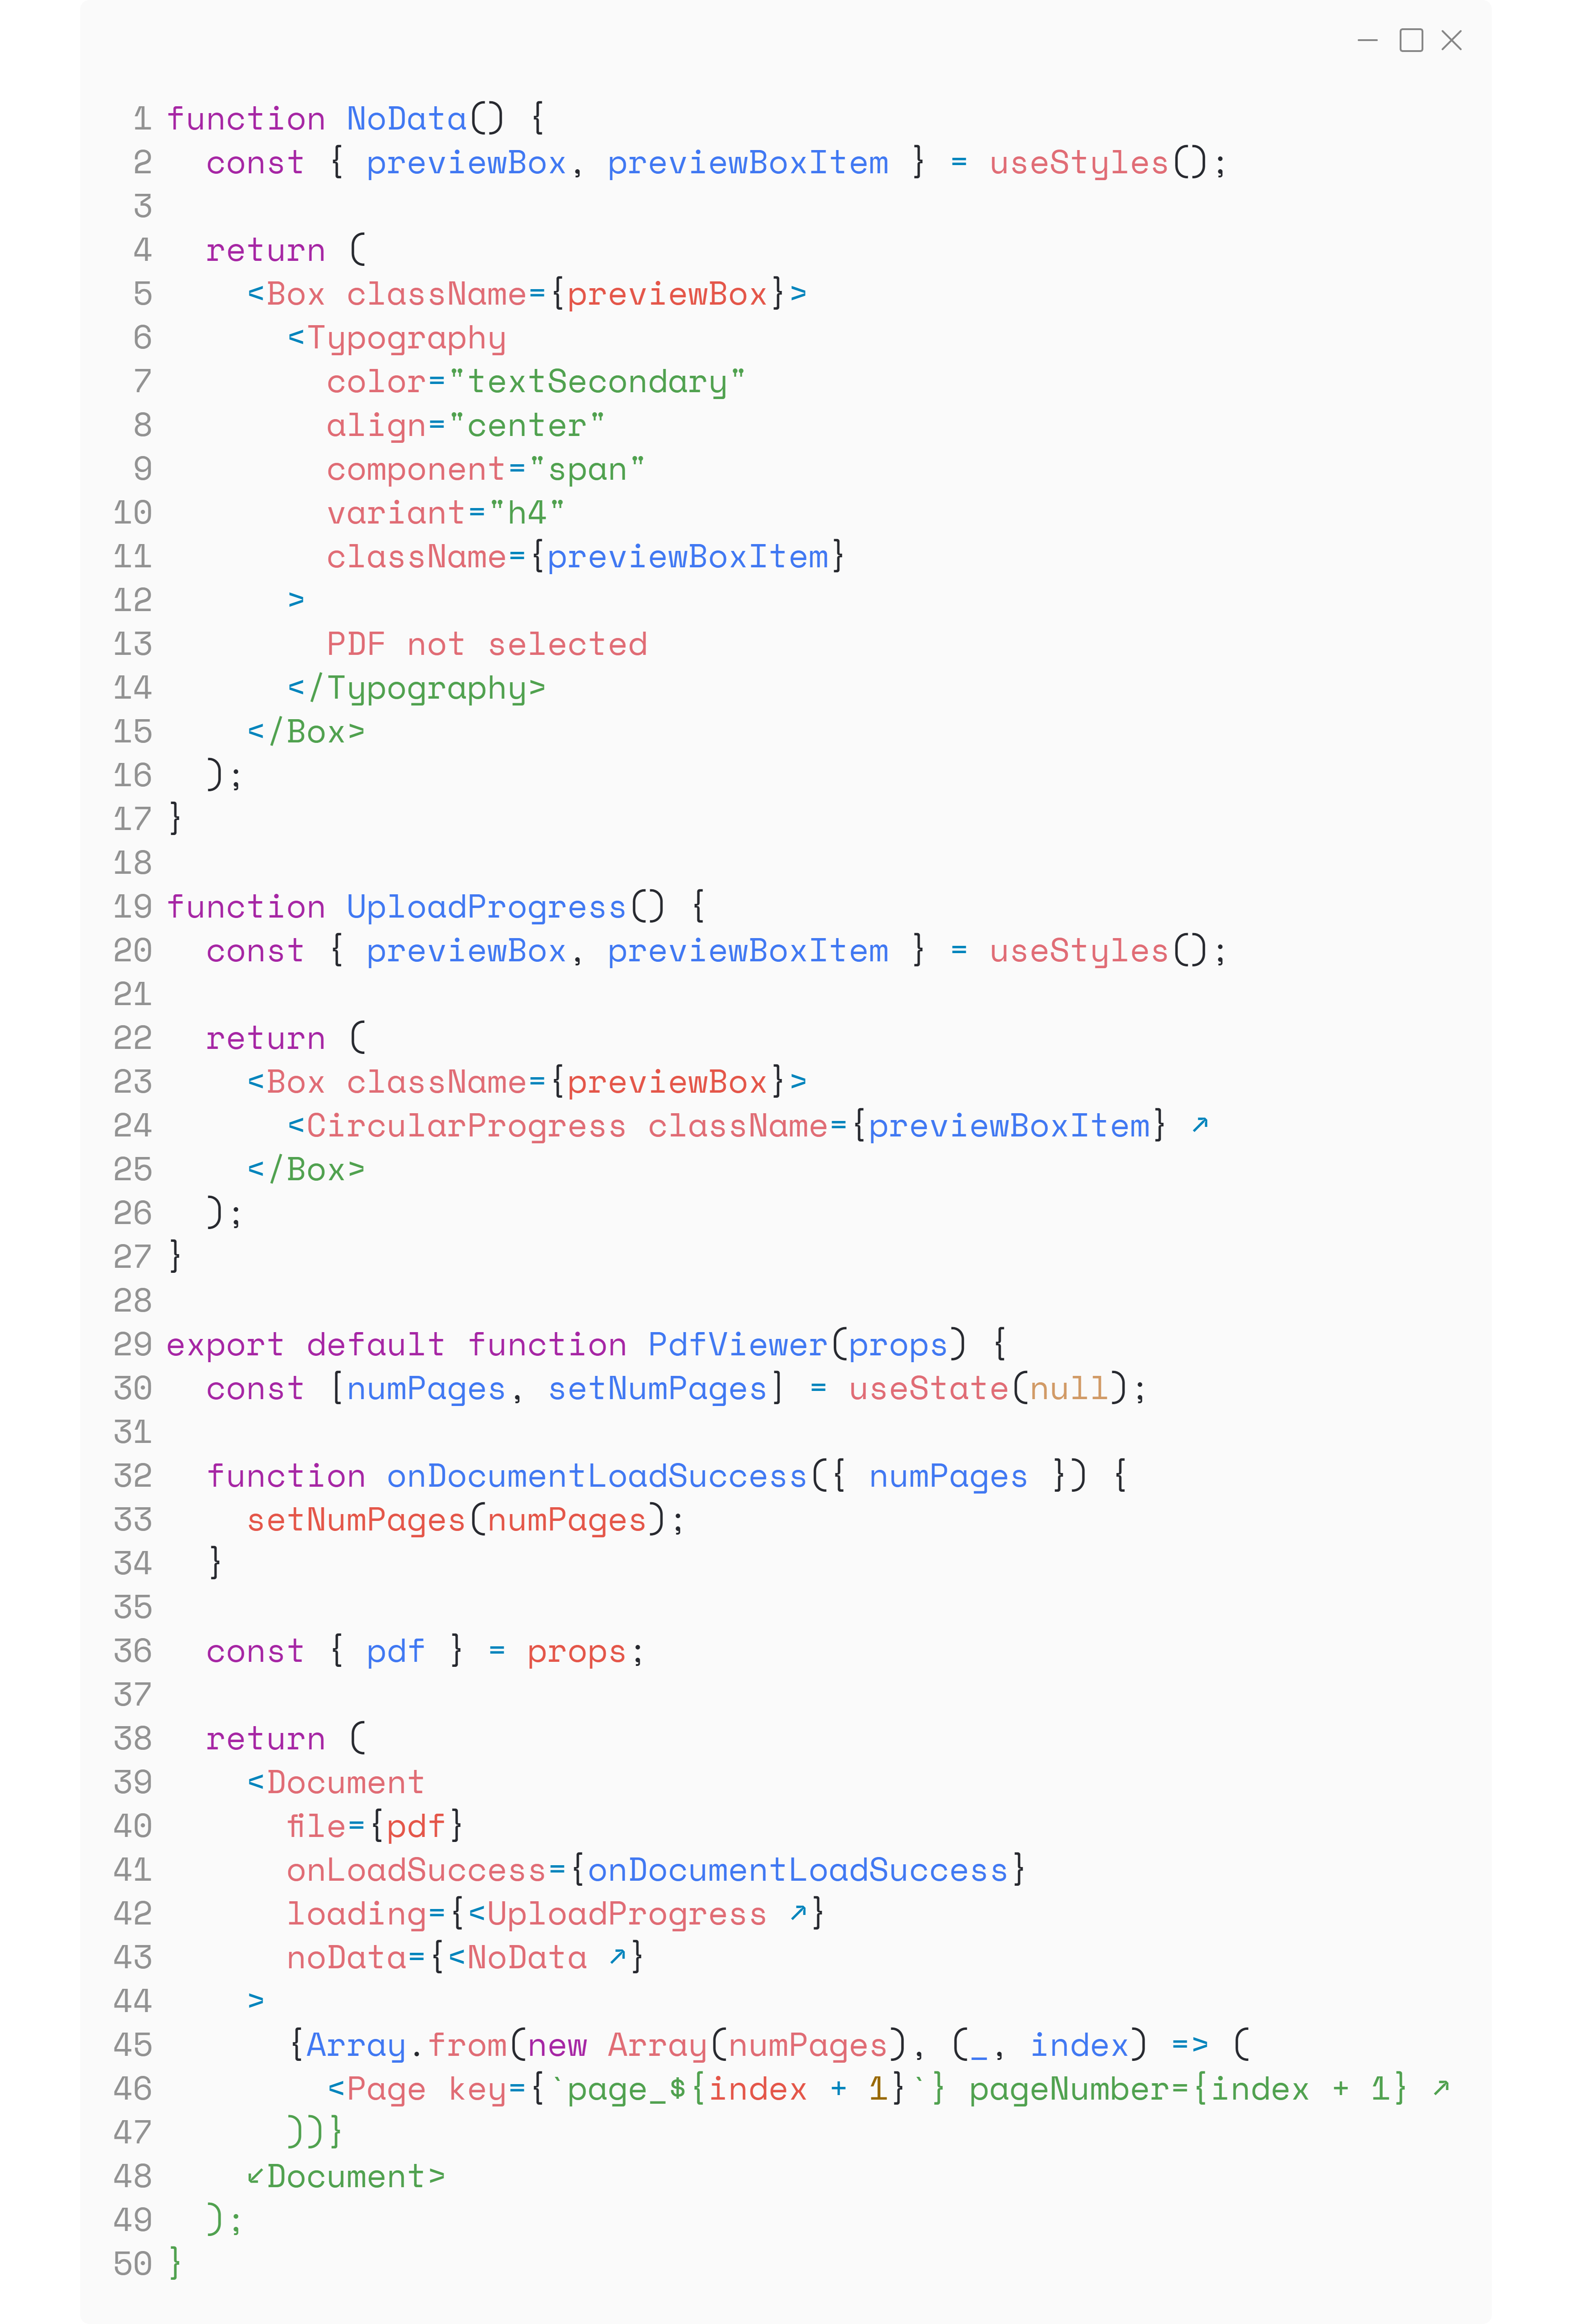 1 function NoData() {
2   const { previewBox, previewBoxItem } = useStyles();
3
4   return (
5     <Box className={previewBox}>
6       <Typography
7         color="textSecondary"
8         align="center"
9         component="span"
10         variant="h4"
11         className={previewBoxItem}
12       >
13         PDF not selected
14       </Typography>
15     </Box>
16   );
17 }
18
19 function UploadProgress() {
20   const { previewBox, previewBoxItem } = useStyles();
21
22   return (
23     <Box className={previewBox}>
24       <CircularProgress className={previewBoxItem} ↗
25     </Box>
26   );
27 }
28
29 export default function PdfViewer(props) {
30   const [numPages, setNumPages] = useState(null);
31
32   function onDocumentLoadSuccess({ numPages }) {
33     setNumPages(numPages);
34   }
35
36   const { pdf } = props;
37
38   return (
39     <Document
40       file={pdf}
41       onLoadSuccess={onDocumentLoadSuccess}
42       loading={<UploadProgress ↗}
43       noData={<NoData ↗}
44     >
45       {Array.from(new Array(numPages), (_, index) => (
46         <Page key={`page_${index + 1}`} pageNumber={index + 1} ↗
47       ))}
48     ↙Document>
49   );
50 }